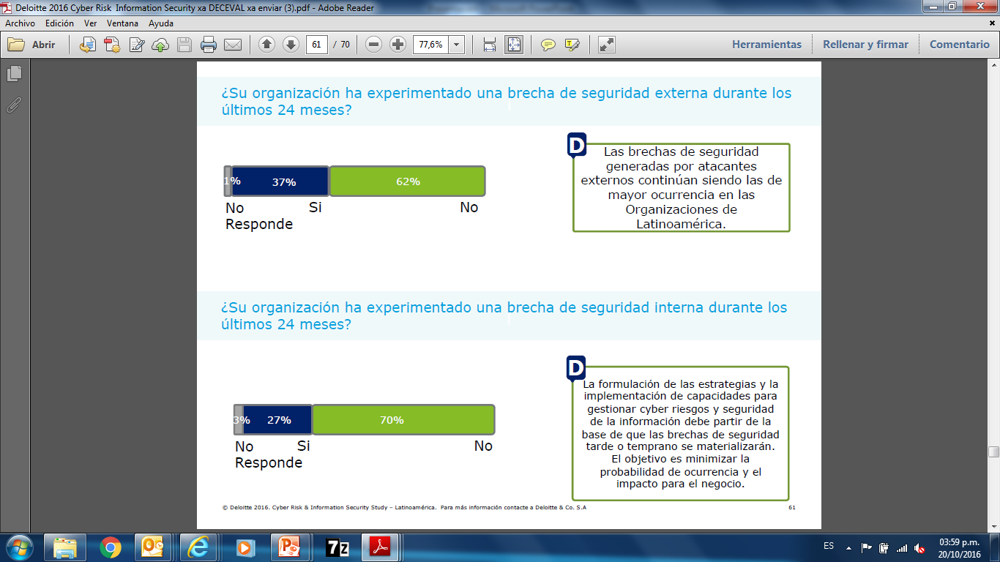 Deloitte 2016 Cyber Risk  Information Security xa DECEVAL xa enviar (3).pdf - Adobe Reader
Archivo Edición Ver Ventana Ayuda
Abrir 61 / 70 77,6% Herramientas Rellenar y firmar Comentario
¿Su organización ha experimentado una brecha de seguridad externa durante los
últimos 24 meses?
1% 37% 62%
No Si No
Responde
D
Las brechas de seguridad
generadas por atacantes
externos continúan siendo las de
mayor ocurrencia en las
Organizaciones de
Latinoamérica.
¿Su organización ha experimentado una brecha de seguridad interna durante los
últimos 24 meses?
3% 27% 70%
No Si No
Responde
D
La formulación de las estrategias y la
implementación de capacidades para
gestionar cyber riesgos y seguridad
de la información debe partir de la
base de que las brechas de seguridad
tarde o temprano se materializarán.
El objetivo es minimizar la
probabilidad de ocurrencia y el
impacto para el negocio.
© Deloitte 2016. Cyber Risk & Information Security Study – Latinoamérica.  Para más información contacte a Deloitte & Co. S.A 61
7z
ES
03:59 p.m.
20/10/2016